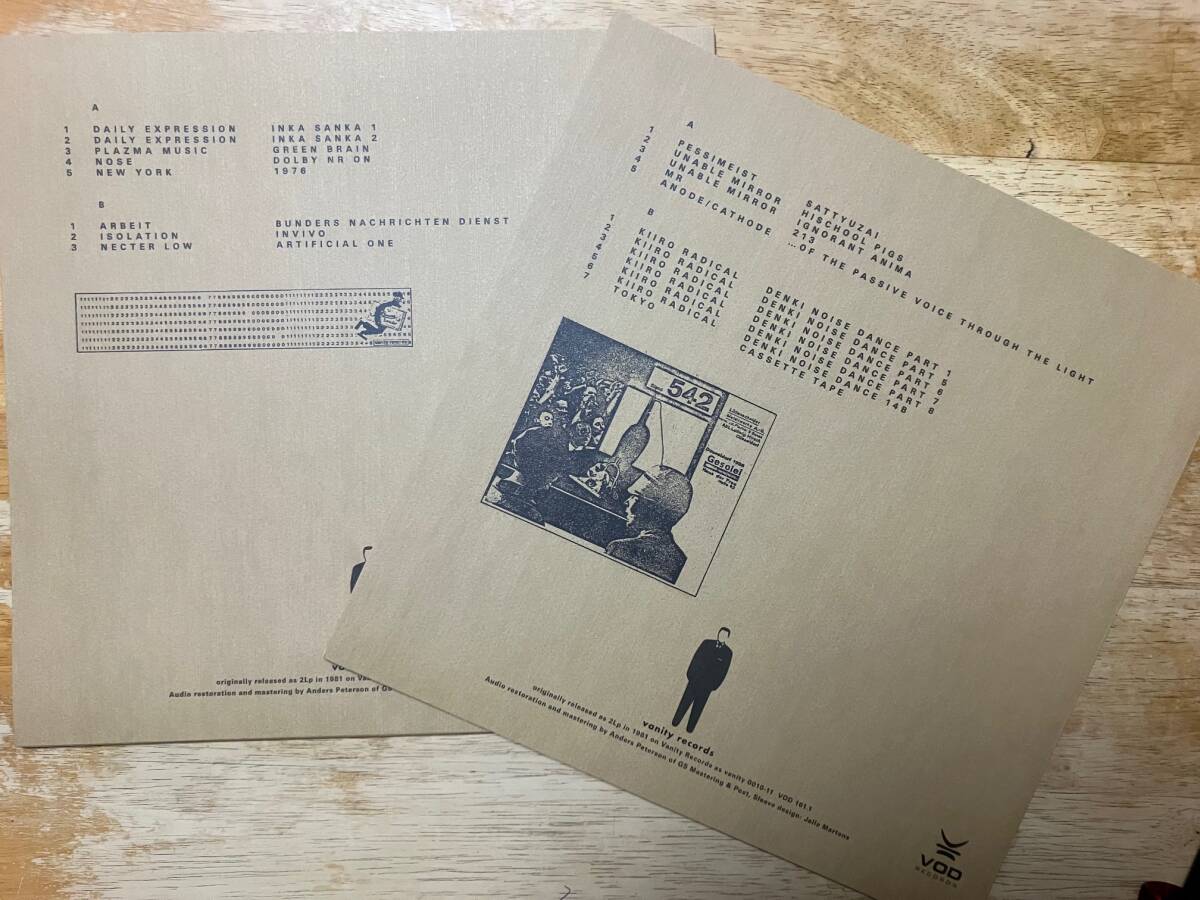 A
1 DAILY EXPRESSION INKA SANKA 1
2 DAILY EXPRESSION INKA SANKA 2
3 PLAZMA MUSIC GREEN BRAIN
4 NOSE DOLBY NR ON
5 NEW YORK 1976
B
1 ARBEIT BUNDERS NACHRICHTEN DIENST
2 ISOLATION INVIVO
3 NECTER LOW ARTIFICIAL ONE
originally released as 2Lp in 1981 on
Audio restoration and mastering by Anders Peterson of GS
A
1 PESSIMEIST SATTYUZAI
2 UNABLE MIRROR HISCHOOL PIGS
3 UNABLE MIRROR IGNORANT ANIMA
4 MR 213
5 ANODE/CATHODE ...OF THE PASSIVE VOICE THROUGH THE LIGHT
B
1 KIIRO RADICAL DENKI NOISE DANCE PART 1
2 KIIRO RADICAL DENKI NOISE DANCE PART 5
3 KIIRO RADICAL DENKI NOISE DANCE PART 6
4 KIIRO RADICAL DENKI NOISE DANCE PART 7
5 KIIRO RADICAL DENKI NOISE DANCE PART 8
6 KIIRO RADICAL DENKI NOISE DANCE 14B
7 TOKYO CASSETTE TAPE
542
Gesolei
vanity records
originally released as 2Lp in 1981 on Vanity Records as vanity 0010-11 VOD 161.1
Audio restoration and mastering by Anders Peterson of GS Mastering & Post, Sleeve design: Jelle Martens
VOD
RECORDS